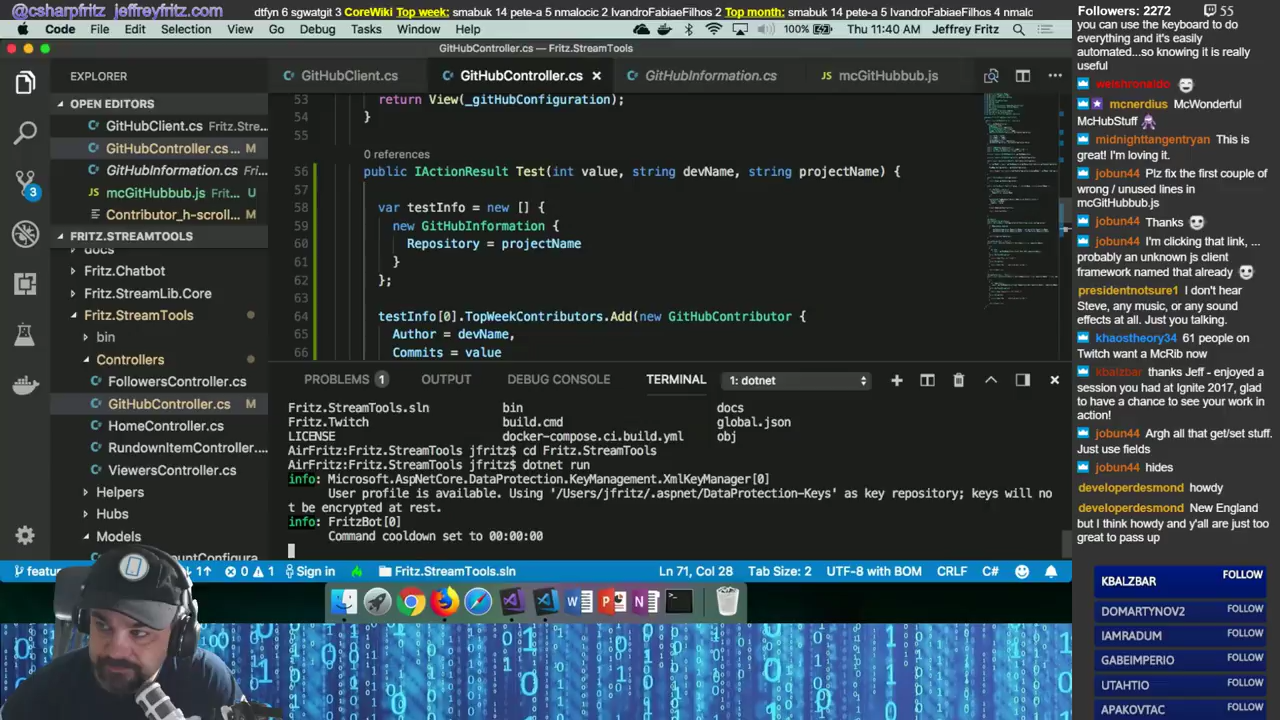 @csharpfritz jeffreyfritz.com
dtfyn 6 sgwatgit 3 CoreWiki Top week: smabuk 14 pete-a 5 nmalocic 2 IvandroFabiaeFilhos 2 Top month: smabuk 14 pete-a 5 IvandroFabiaeFilhos 4 nmaloc
Followers: 2272
55
Code File Edit Selection View Go Debug Tasks Window Help
100% Thu 11:40 AM Jeffrey Fritz
GitHubController.cs — Fritz.StreamTools
EXPLORER
OPEN EDITORS
GitHubClient.cs Fritz.Stre...
GitHubController.cs ... M
GitHubInformation.cs ...
mcGitHubbub.js ... U
Contributor_h-scroll...
3
FRITZ.STREAMTOOLS
docs
Fritz.Chatbot
Fritz.StreamLib.Core
Fritz.StreamTools
bin
Controllers
FollowersController.cs
GitHubController.cs M
HomeController.cs
RundownItemController...
ViewersController.cs
Helpers
Hubs
Models
GitHubClient.cs
GitHubController.cs
GitHubInformation.cs
mcGitHubbub.js
53 return View(_gitHubConfiguration);
54 }
55
0 references
public IActionResult Test(int value, string devName, string projectName) {
var testInfo = new [] {
new GitHubInformation {
Repository = projectName
}
62 };
63
testInfo[0].TopWeekContributors.Add(new GitHubContributor {
65 Author = devName,
66 Commits = value
PROBLEMS 1 OUTPUT DEBUG CONSOLE TERMINAL 1: dotnet
Fritz.StreamTools.sln bin docs
Fritz.Twitch build.cmd global.json
LICENSE docker-compose.ci.build.yml obj
AirFritz:Fritz.StreamTools jfritz$ cd Fritz.StreamTools
AirFritz:Fritz.StreamTools jfritz$ dotnet run
info: Microsoft.AspNetCore.DataProtection.KeyManagement.XmlKeyManager[0]
User profile is available. Using '/Users/jfritz/.aspnet/DataProtection-Keys' as key repository; keys will no
t be encrypted at rest.
info: FritzBot[0]
Command cooldown set to 00:00:00
featur 1↑ 0 1 Sign in Fritz.StreamTools.sln Ln 71, Col 28 Tab Size: 2 UTF-8 with BOM CRLF C#
you can use the keyboard to do
everything and it's easily
automated...so knowing it is really
useful
welshronaldo
mcnerdius McWonderful
McHubStuff
midnighttangentryan This is
great! I'm loving it
jobun44 Plz lint the first couple of
wrong / unused lines in
mcGitHubbub.js
jobun44 Thanks
jobun44 I'm using that link, ...
probably an unknown js client
framework named that already
presidentnotsure1 I don't hear
Steve, any music, or any sound
effects at all. Just you talking.
khaostheory34 61 people on
Twitch want a McRib now
kbalzbar thanks Jeff - enjoyed a
session you had at Ignite 2017, glad
to have a chance to see your work in
action!
jobun44 Argh all that get/set stuff.
Just use fields
jobun44 hides
developerdesmond howdy
developerdesmond New England
but I think howdy and y'all are just too
great to pass up
KBALZBAR FOLLOW
DOMARTYNOV2 FOLLOW
IAMRADUM FOLLOW
GABEIMPERIO FOLLOW
UTAHTIO FOLLOW
APAKOVTAC FOLLOW